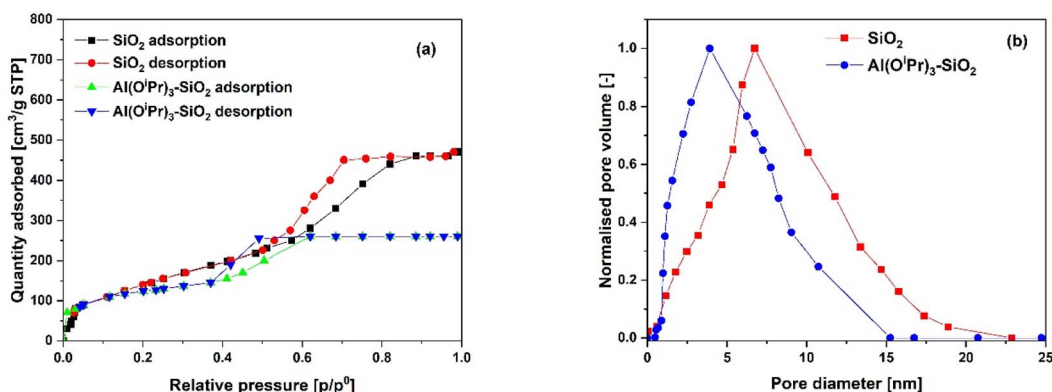 (a)
SiO₂ adsorption
SiO₂ desorption
Al(OⁱPr)₃-SiO₂ adsorption
Al(OⁱPr)₃-SiO₂ desorption
Quantity adsorbed [cm³/g STP]
800
700
600
500
400
300
200
100
0
0.0 0.2 0.4 0.6 0.8 1.0
Relative pressure [p/p⁰]
(b)
SiO₂
Al(OⁱPr)₃-SiO₂
Normalised pore volume [-]
1.0
0.8
0.6
0.4
0.2
0.0
0 5 10 15 20 25
Pore diameter [nm]